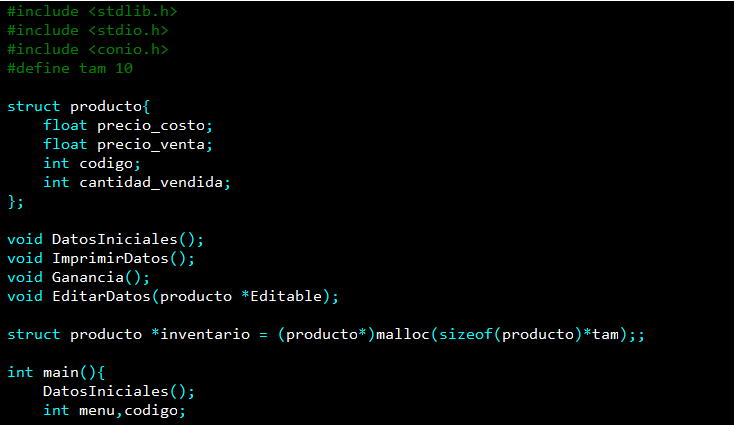 #include <stdlib.h>
#include <stdio.h>
#include <conio.h>
#define tam 10
struct producto{
float precio_costo;
float precio_venta;
int codigo;
int cantidad_vendida;
};
void DatosIniciales();
void ImprimirDatos();
void Ganancia();
void EditarDatos(producto *Editable);
struct producto *inventario = (producto*)malloc(sizeof(producto)*tam);;
int main(){
DatosIniciales();
int menu,codigo;